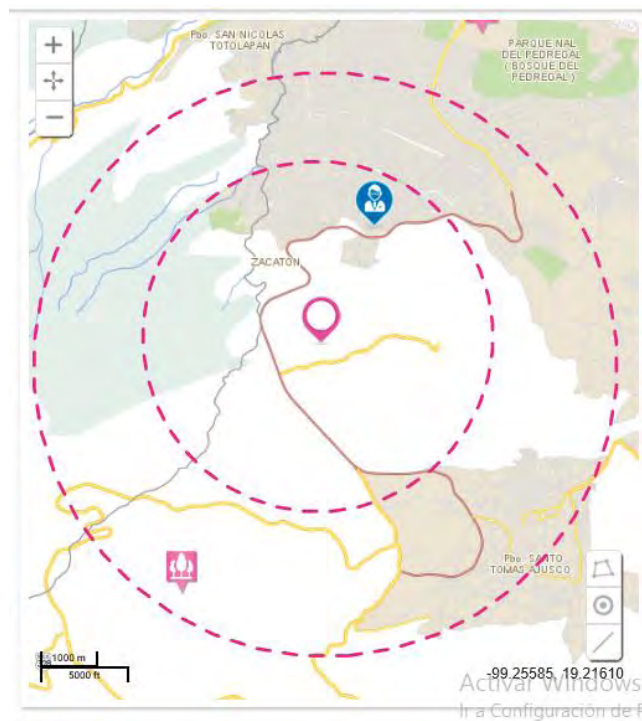 Pbo. SAN NICOLAS
TOTOLAPAN
PARQUE NAL
DEL PEDREGAL
( BOSQUE DEL
PEDREGAL )
ZACATON
Pbo. SANTO
TOMAS AJUSCO
1000 m
5000 ft
-99.25585, 19.21610
Activar Windows
Ir a Configuración de